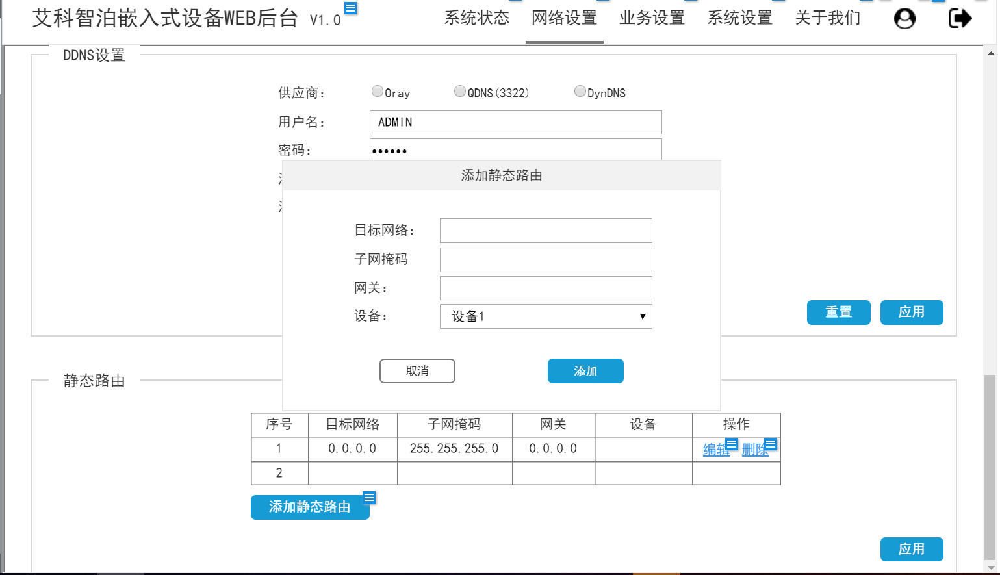 艾科智泊嵌入式设备WEB后台 V1.0 系统状态 网络设置 业务设置 系统设置 关于我们
DDNS设置
供应商: Oray QDNS(3322) DynDNS
用户名: ADMIN
密码: ••••••
添加静态路由
目标网络:
子网掩码
网关:
设备: 设备1
重置 应用
取消 添加
静态路由
序号 目标网络 子网掩码 网关 设备 操作
1 0.0.0.0 255.255.255.0 0.0.0.0 编辑 删除
2
添加静态路由
应用